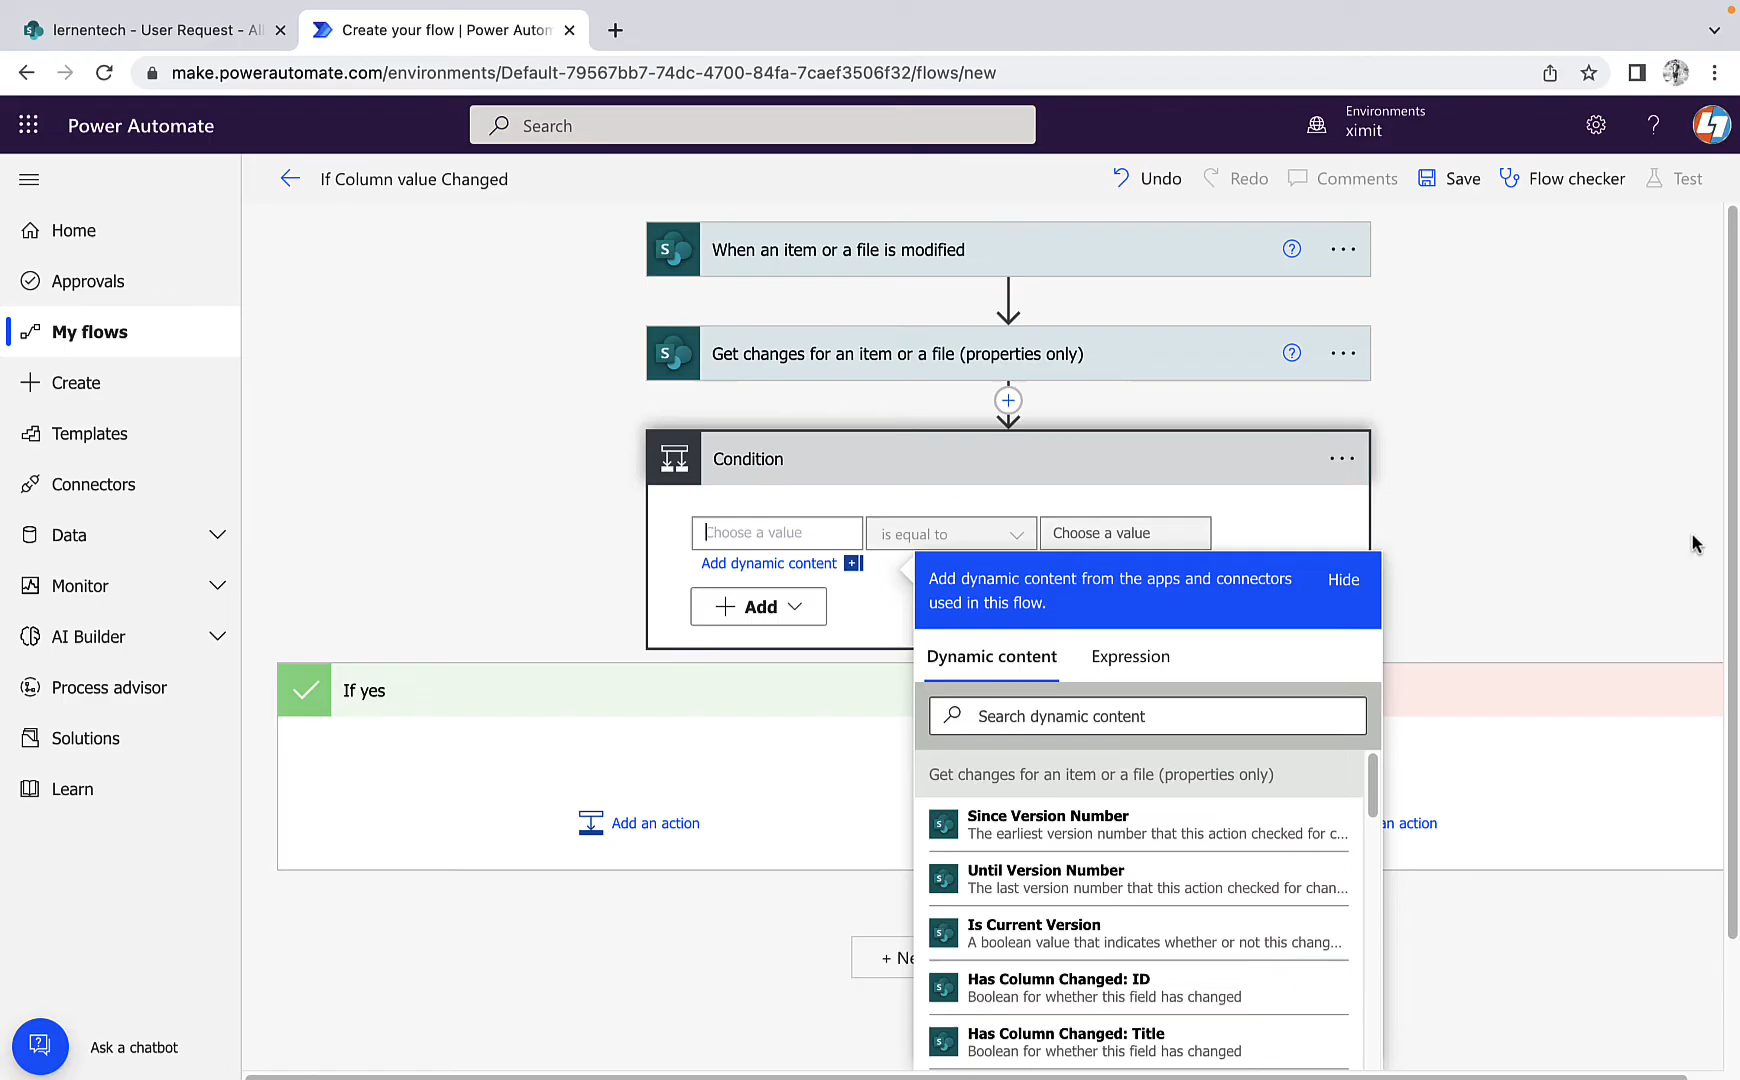 lernentech - User Request - All
Create your flow | Power Autom
make.powerautomate.com/environments/Default-79567bb7-74dc-4700-84fa-7caef3506f32/flows/new
Power Automate
Search
Environments
ximit
If Column value Changed
Undo
Redo
Comments
Save
Flow checker
Test
Home
Approvals
My flows
Create
Templates
Connectors
Data
Monitor
AI Builder
Process advisor
Solutions
Learn
Ask a chatbot
When an item or a file is modified
Get changes for an item or a file (properties only)
Condition
Choose a value
is equal to
Choose a value
Add dynamic content
Add
If yes
Add an action
an action
+ Ne
Add dynamic content from the apps and connectors
used in this flow.
Hide
Dynamic content
Expression
Search dynamic content
Get changes for an item or a file (properties only)
Since Version Number
The earliest version number that this action checked for c...
Until Version Number
The last version number that this action checked for chan...
Is Current Version
A boolean value that indicates whether or not this chang...
Has Column Changed: ID
Boolean for whether this field has changed
Has Column Changed: Title
Boolean for whether this field has changed